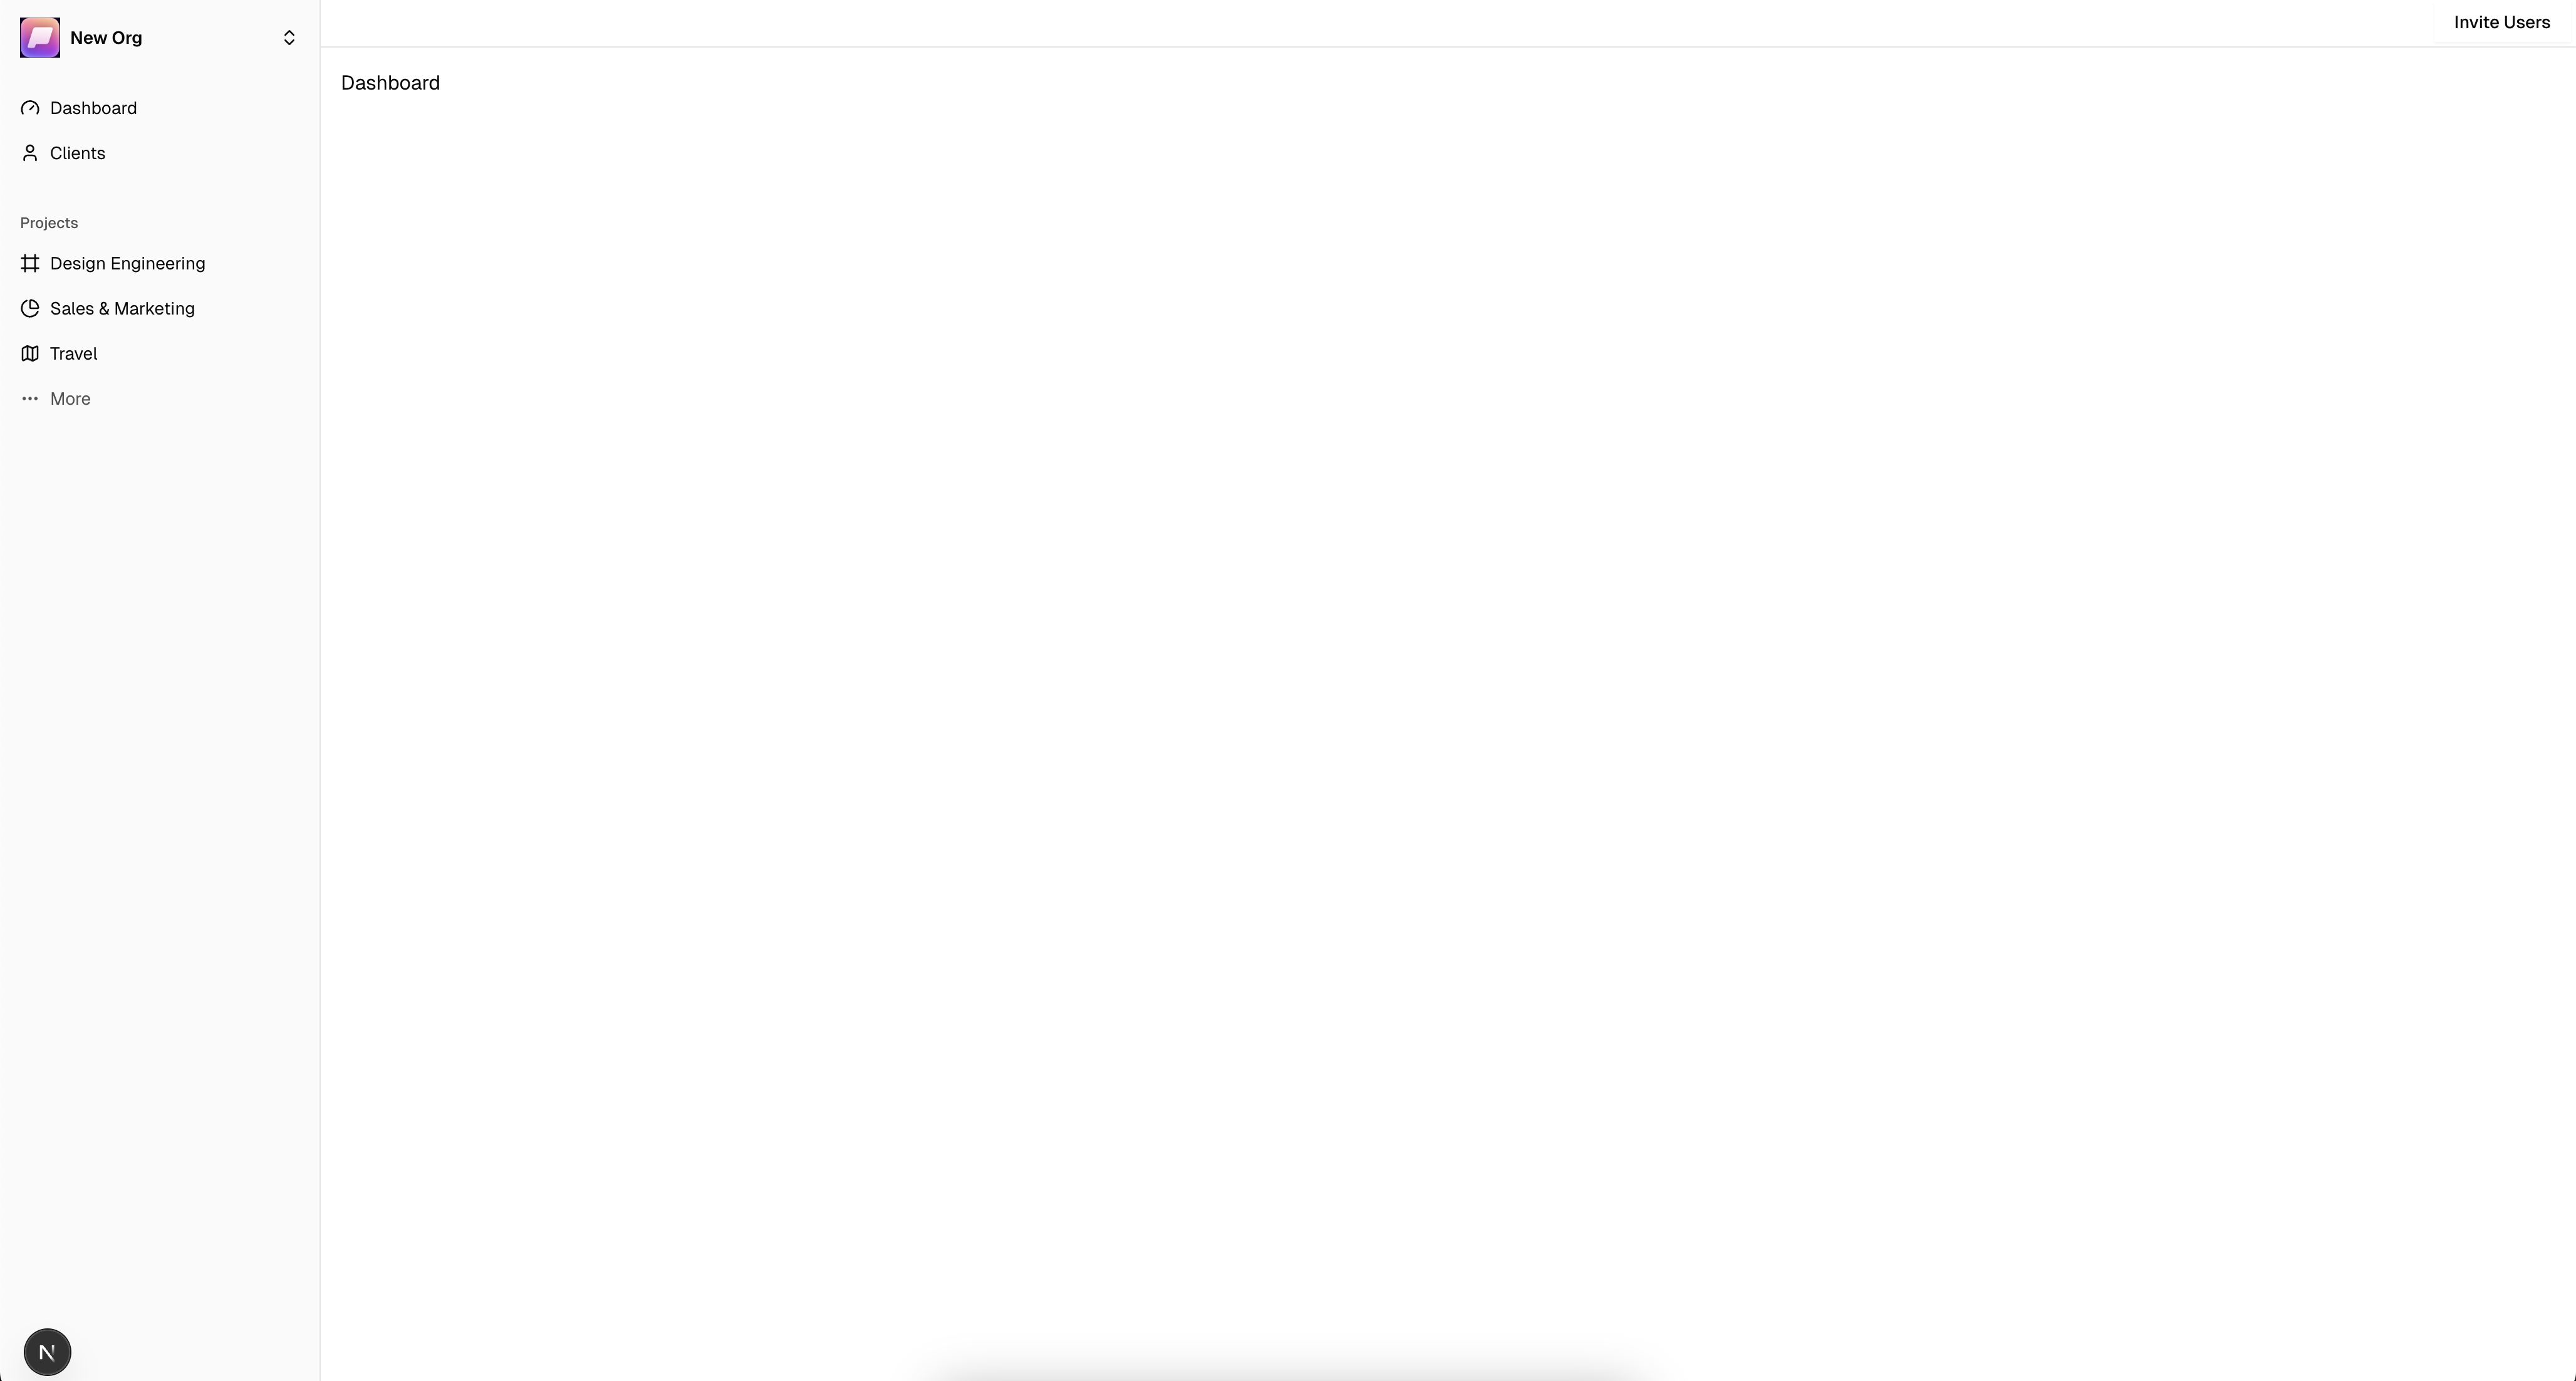 New Org
Dashboard
Clients
Projects
Design Engineering
Sales & Marketing
Travel
More
N
Invite Users
Dashboard